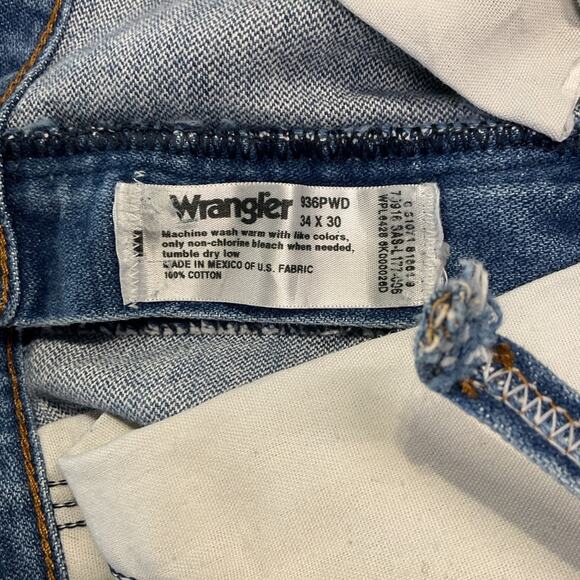 Wrangler 936PWD
34 X 30
Machine wash warm with like colors,
only non-chlorine bleach when needed,
tumble dry low
MADE IN MEXICO OF U.S. FABRIC
100% COTTON